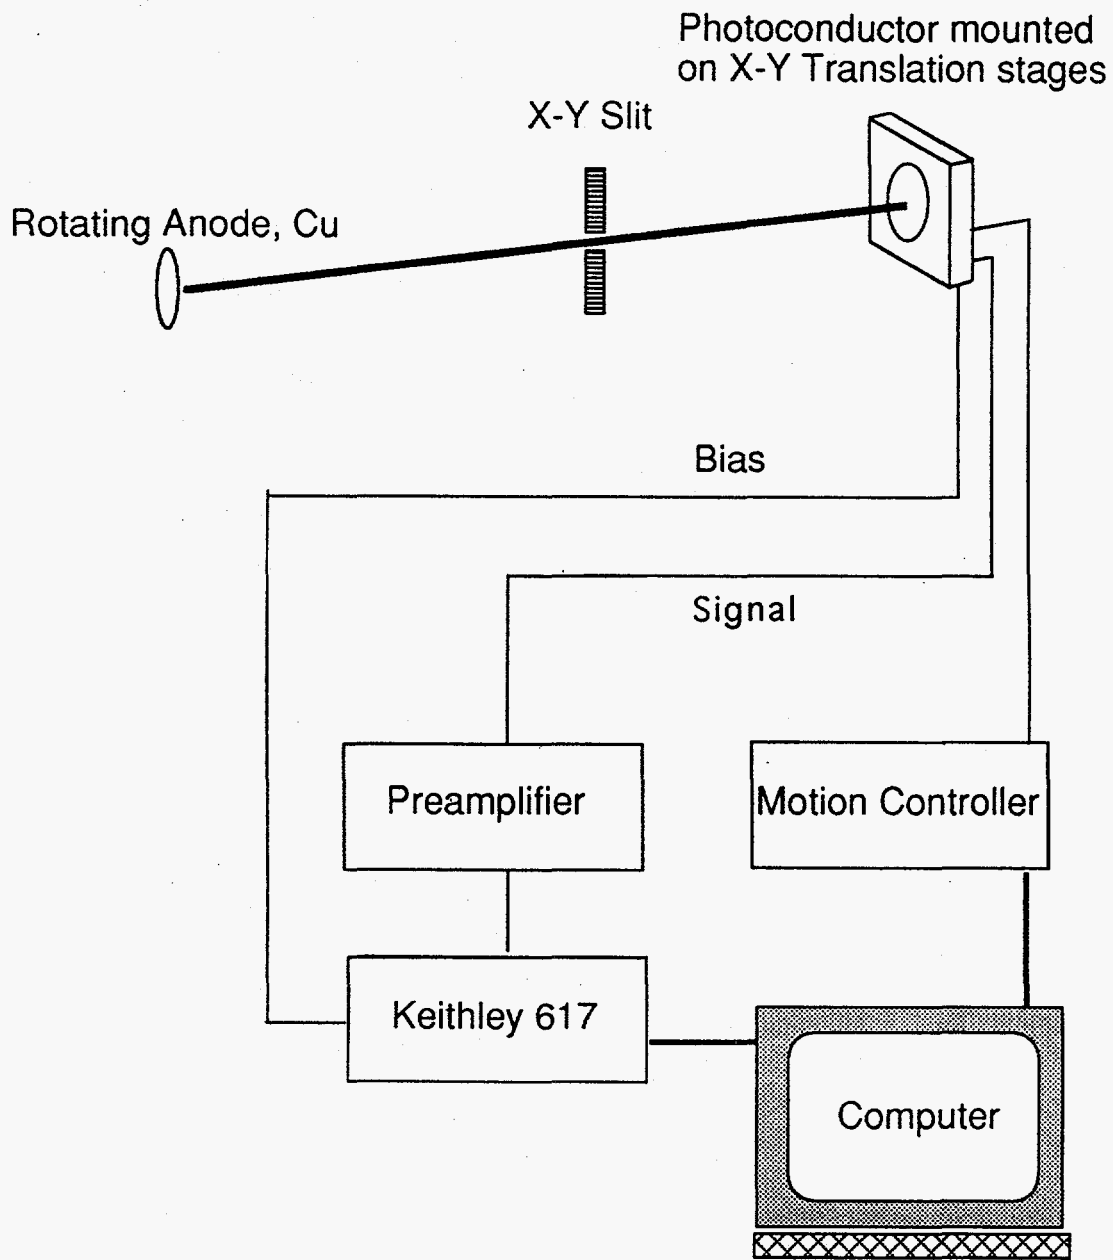 Photoconductor mounted
on X-Y Translation stages
X-Y Slit
Rotating Anode, Cu
Bias
Signal
Preamplifier
Motion Controller
Keithley 617
Computer